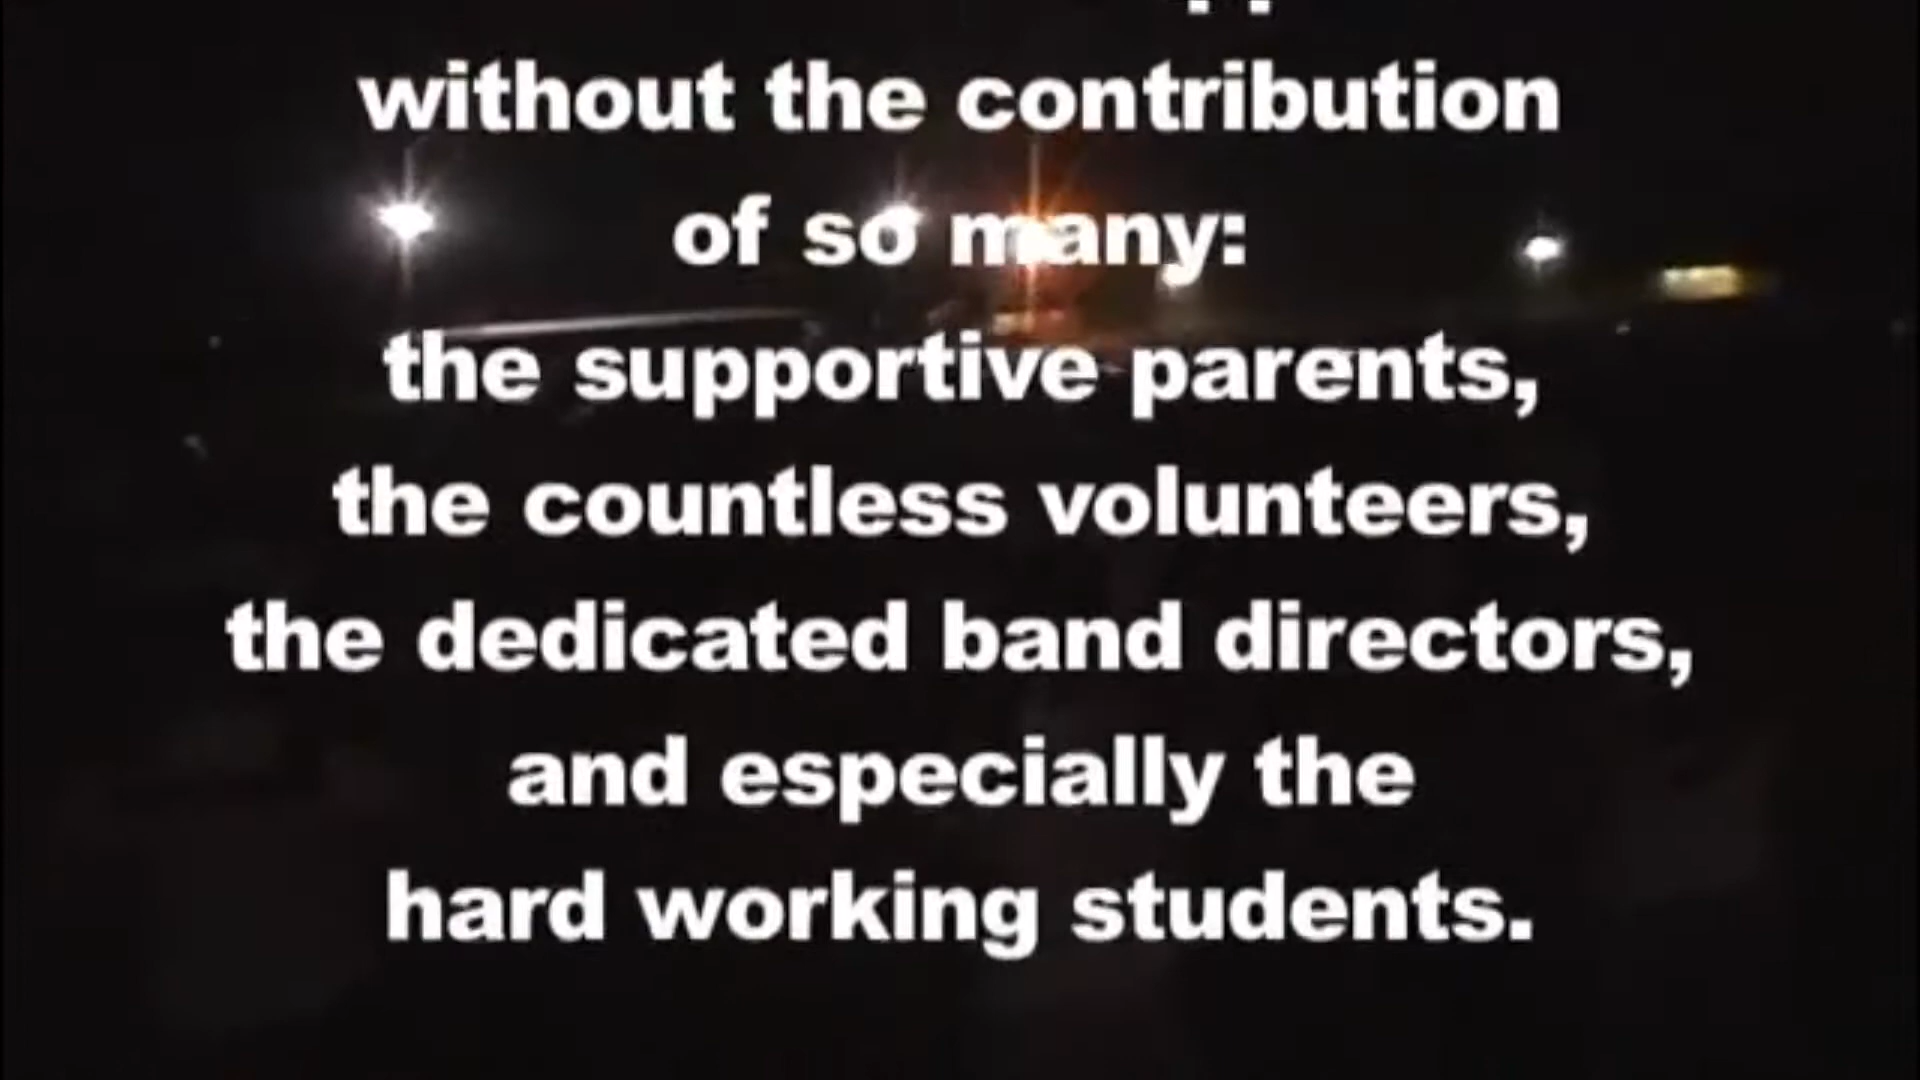 without the contribution
of so many:
the supportive parents,
the countless volunteers,
the dedicated band directors,
and especially the
hard working students.